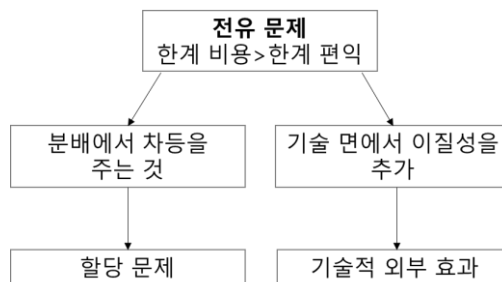 전유 문제
한계 비용>한계 편익
분배에서 차등을
주는 것
기술 면에서 이질성을
추가
할당 문제
기술적 외부 효과